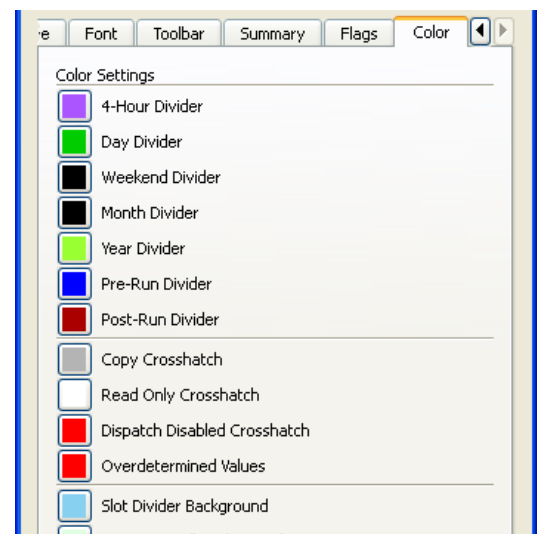 e Font Toolbar Summary Flags Color
Color Settings
4-Hour Divider
Day Divider
Weekend Divider
Month Divider
Year Divider
Pre-Run Divider
Post-Run Divider
Copy Crosshatch
Read Only Crosshatch
Dispatch Disabled Crosshatch
Overdetermined Values
Slot Divider Background